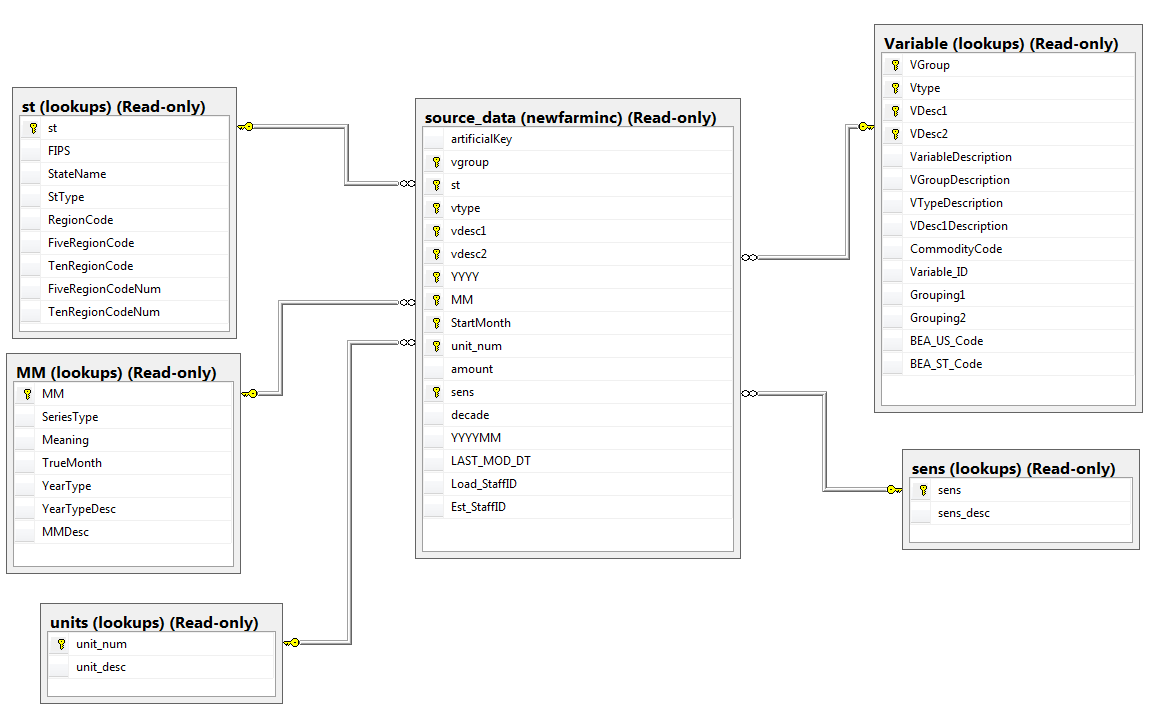 st (lookups) (Read-only)
st
FIPS
StateName
StType
RegionCode
FiveRegionCode
TenRegionCode
FiveRegionCodeNum
TenRegionCodeNum
MM (lookups) (Read-only)
MM
SeriesType
Meaning
TrueMonth
YearType
YearTypeDesc
MMDesc
units (lookups) (Read-only)
unit_num
unit_desc
source_data (newfarminc) (Read-only)
artificialKey
vgroup
st
vtype
vdesc1
vdesc2
YYYY
MM
StartMonth
unit_num
amount
sens
decade
YYYYMM
LAST_MOD_DT
Load_StaffID
Est_StaffID
Variable (lookups) (Read-only)
VGroup
Vtype
VDesc1
VDesc2
VariableDescription
VGroupDescription
VTypeDescription
VDesc1Description
CommodityCode
Variable_ID
Grouping1
Grouping2
BEA_US_Code
BEA_ST_Code
sens (lookups) (Read-only)
sens
sens_desc